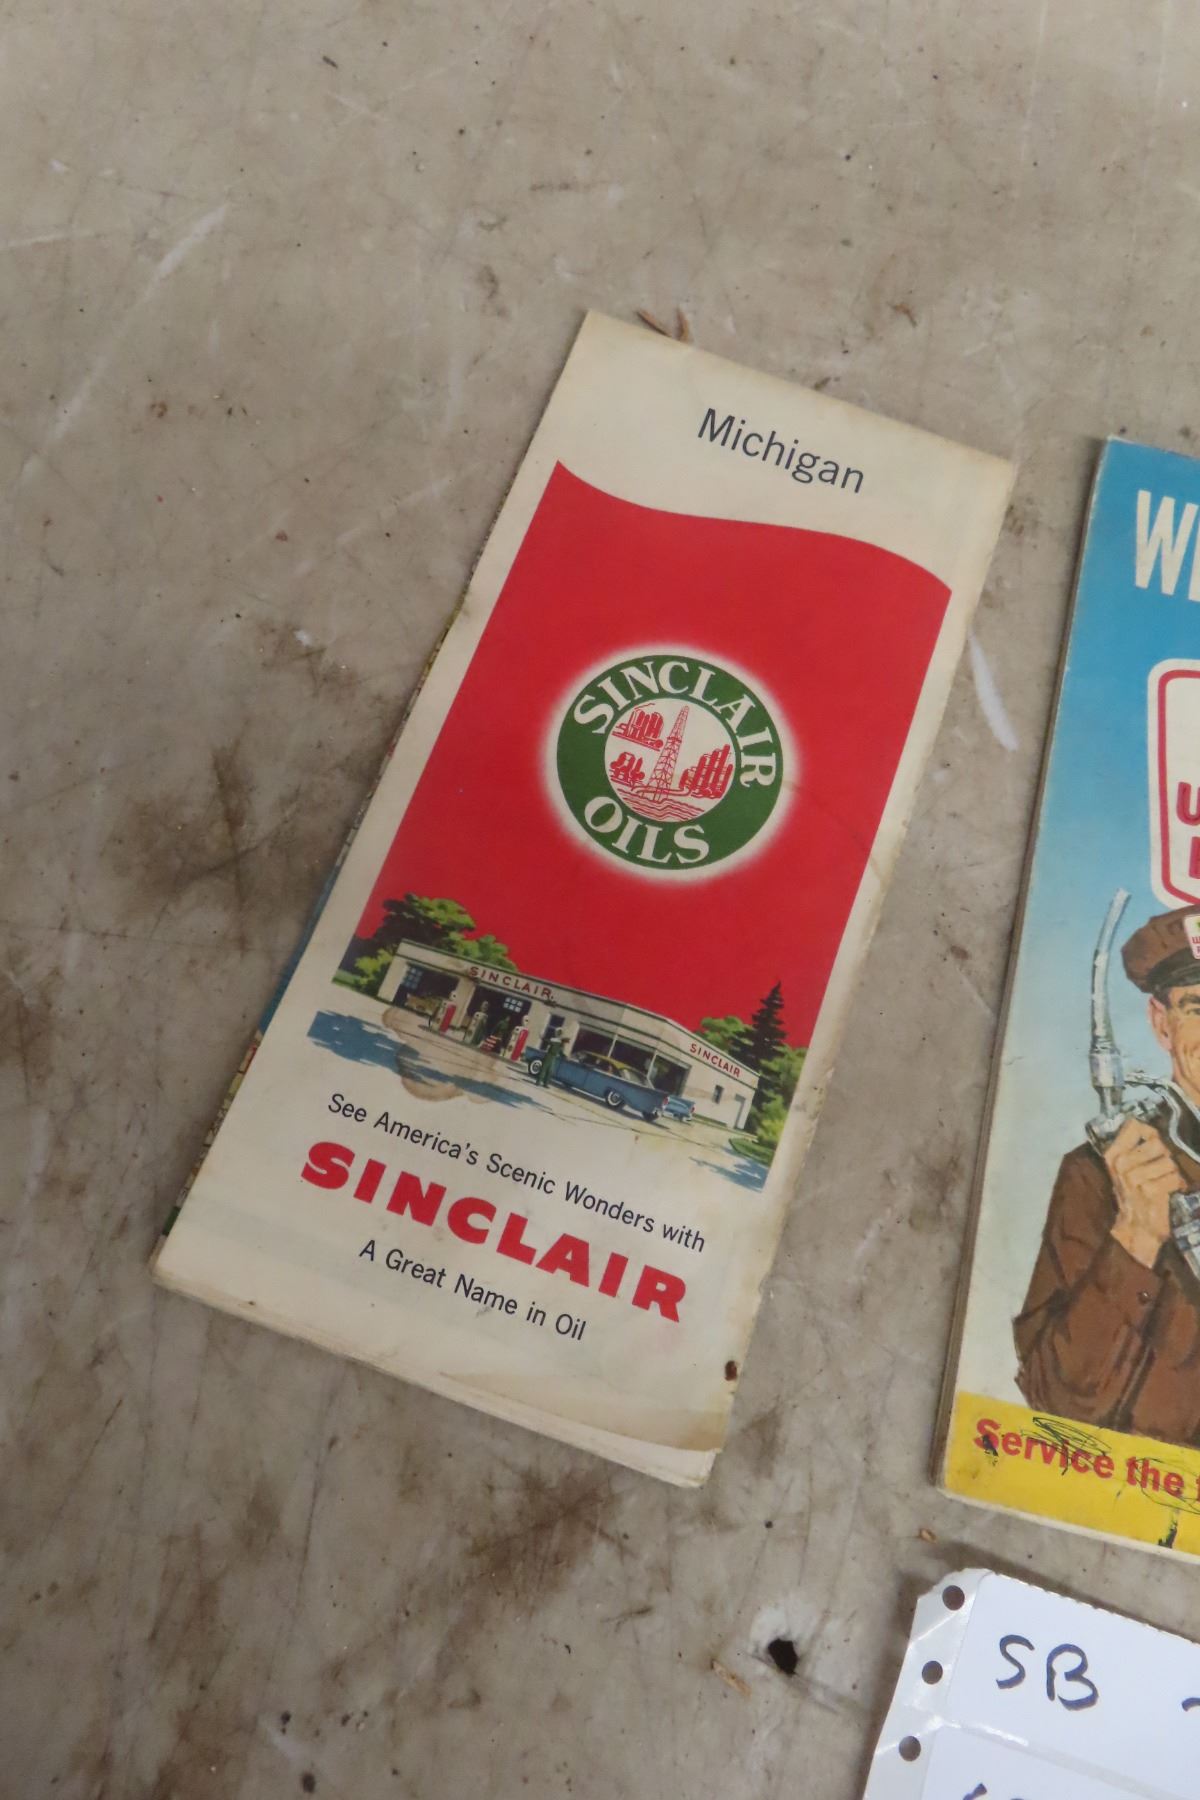 Michigan
SINCLAIR
OILS
SINCLAIR
SINCLAIR
See America's Scenic Wonders with
SINCLAIR
A Great Name in Oil
Service the
SB